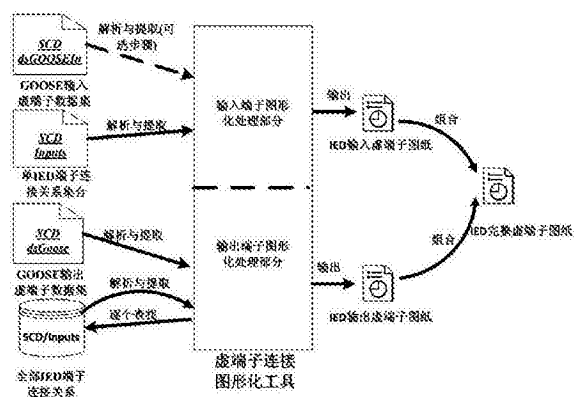 SCD
dsGOOSEIn
GOOSE输入
虚端子数据集
解析与提取(可
选步骤)
SCD
Inputs
单IED端子连
接关系集合
解析与提取
SCD
dsGoose
GOOSE输出
虚端子数据集
解析与提取
解析与提取
逐个查找
SCD/Inputs
全部IED端子
连接关系
输入端子图形
化处理部分
输出端子图形
化处理部分
虚端子连接
图形化工具
输出
IED输入虚端子图纸
组合
IED完整虚端子图纸
组合
输出
IED输出虚端子图纸